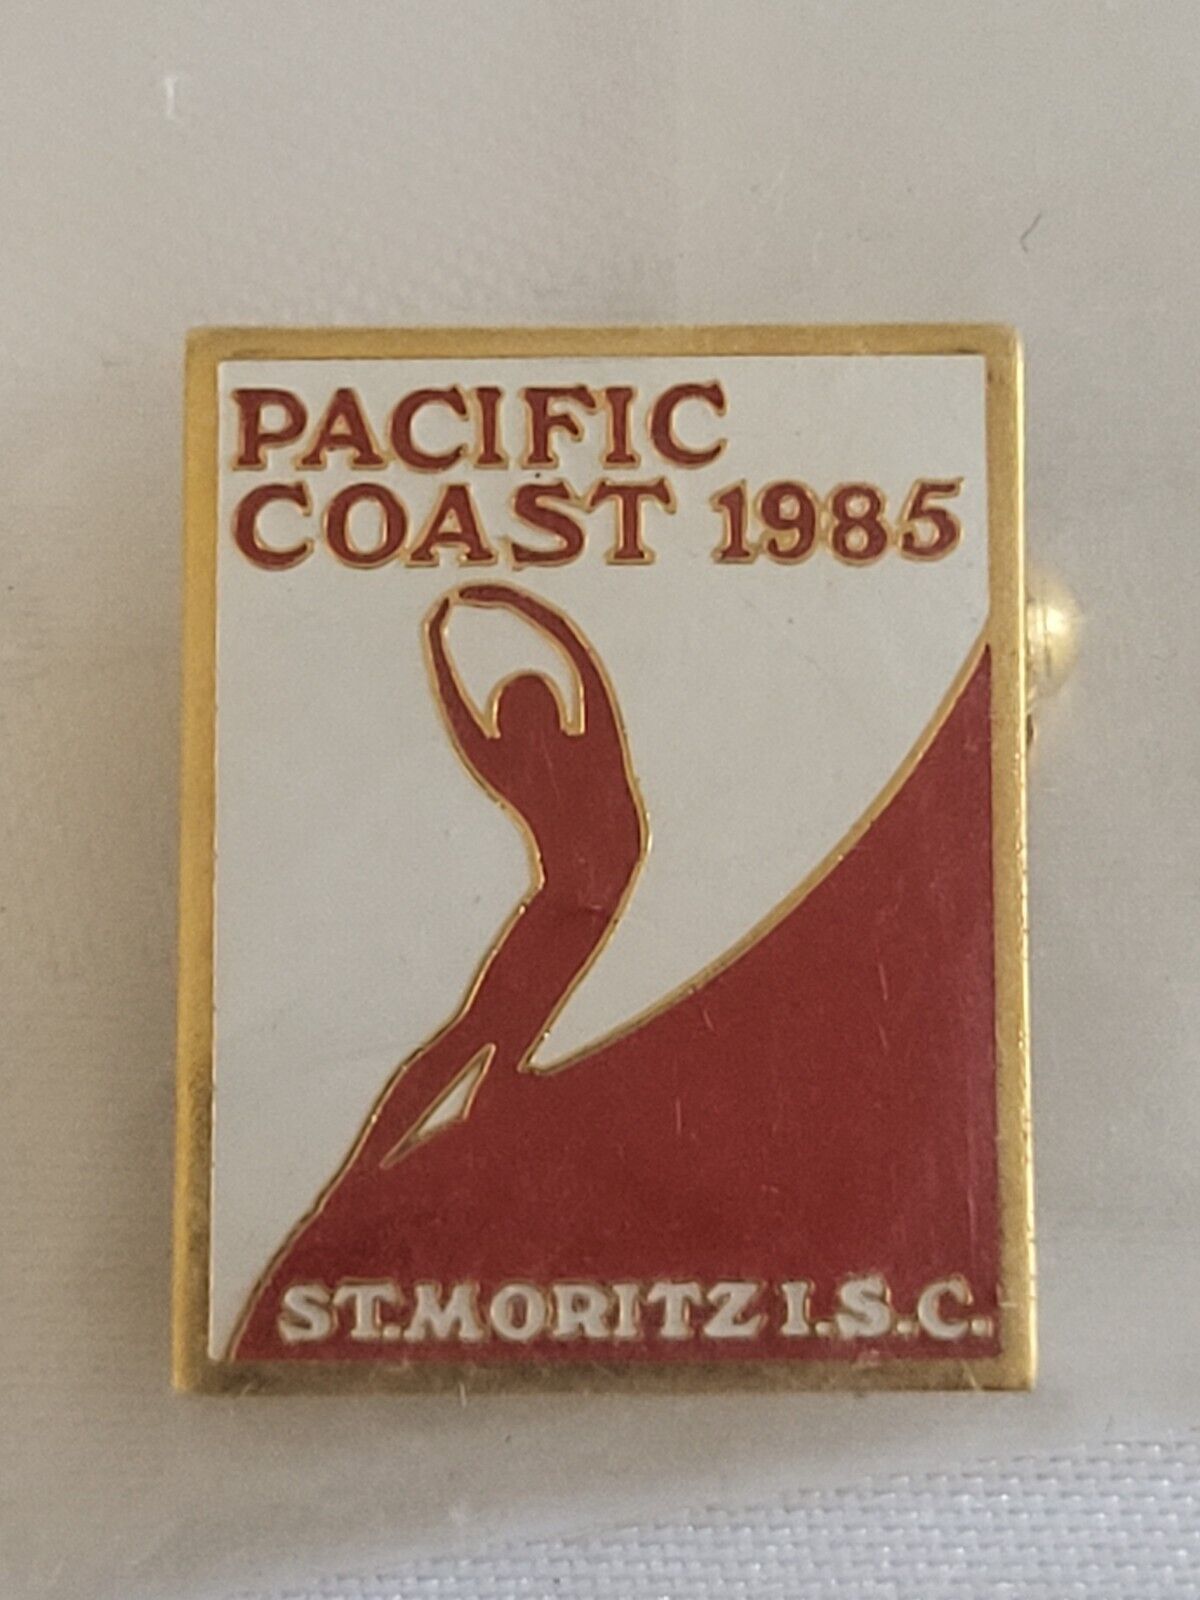 PACIFIC
COAST 1985
ST.MORITZ I.S.C.